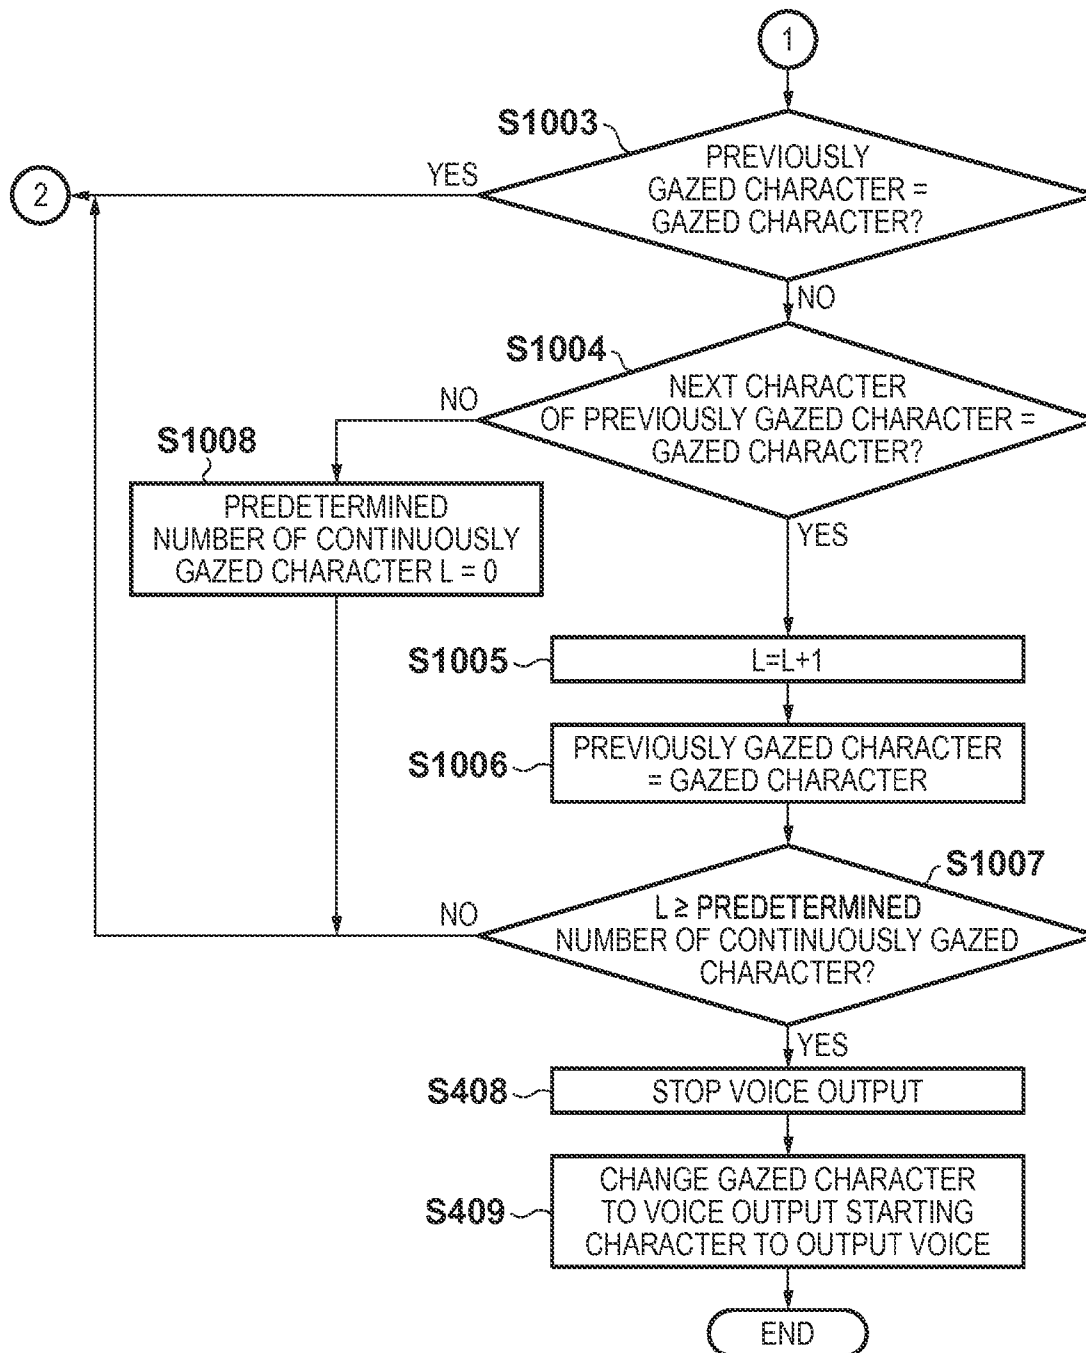 1
S1003
PREVIOUSLY
GAZED CHARACTER =
GAZED CHARACTER?
YES
2
NO
S1004
NEXT CHARACTER
OF PREVIOUSLY GAZED CHARACTER =
GAZED CHARACTER?
NO
S1008
PREDETERMINED
NUMBER OF CONTINUOUSLY
GAZED CHARACTER L = 0
YES
S1005
L=L+1
S1006
PREVIOUSLY GAZED CHARACTER
= GAZED CHARACTER
S1007
L ≥ PREDETERMINED
NUMBER OF CONTINUOUSLY GAZED
CHARACTER?
NO
YES
S408
STOP VOICE OUTPUT
S409
CHANGE GAZED CHARACTER
TO VOICE OUTPUT STARTING
CHARACTER TO OUTPUT VOICE
END